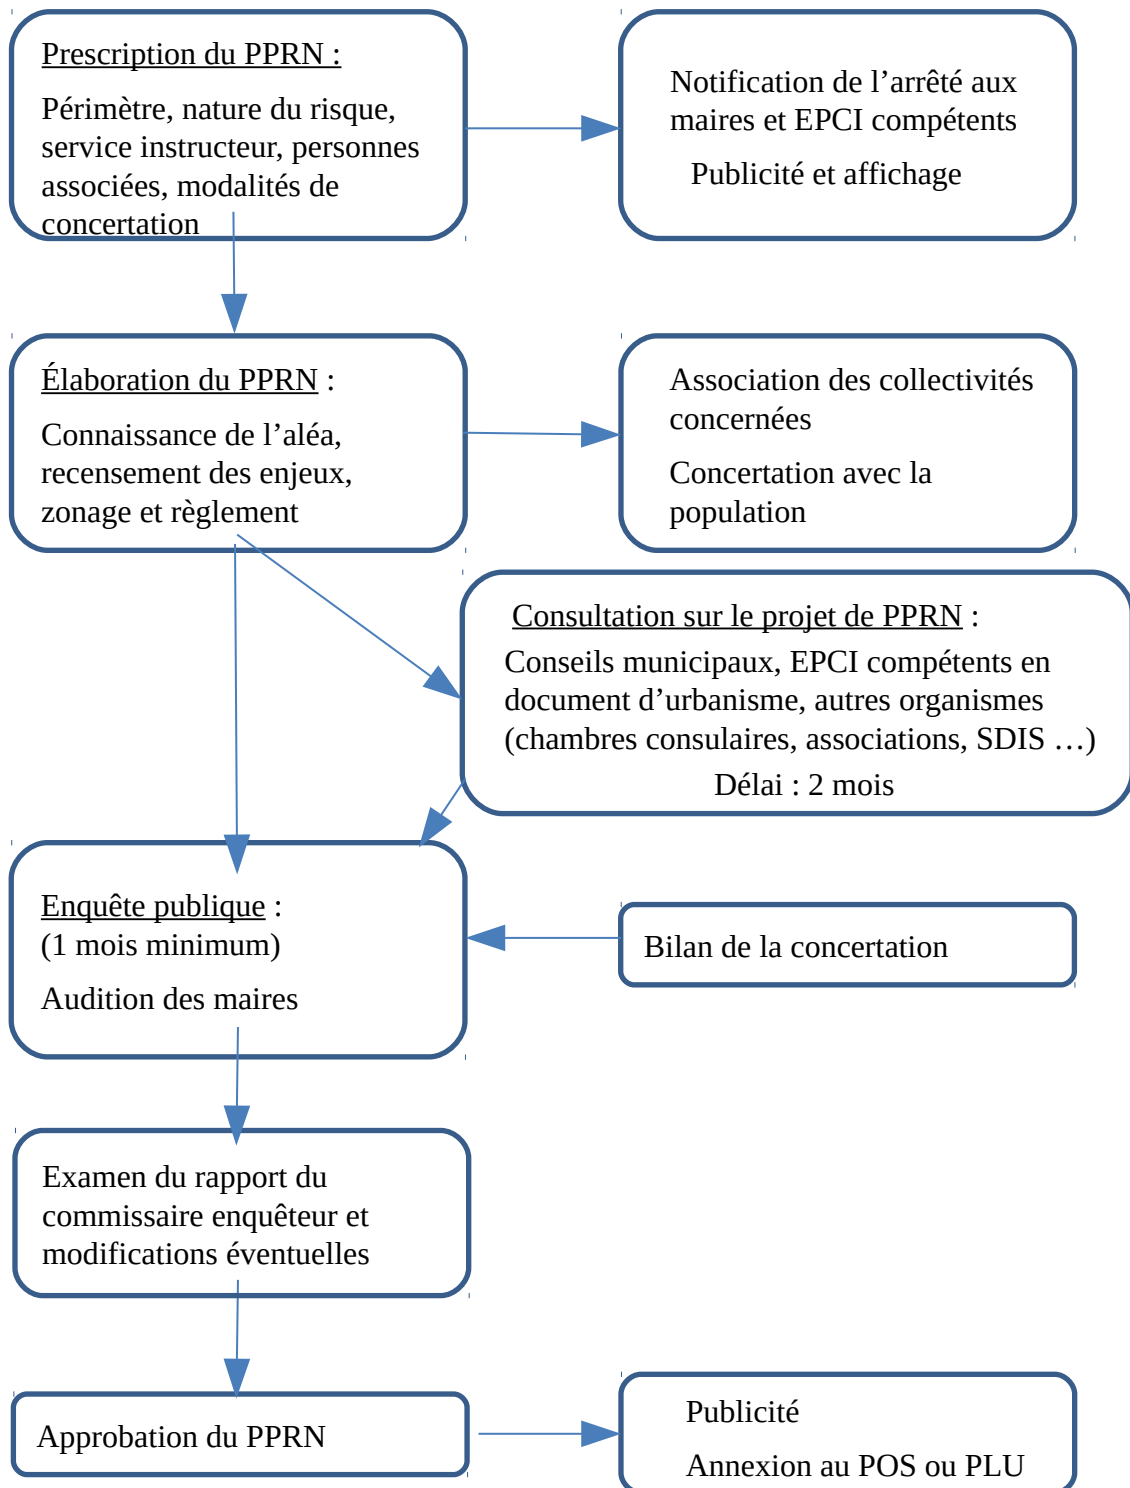 Prescription du PPRN :
Périmètre, nature du risque,
service instructeur, personnes
associées, modalités de
concertation
Notification de l’arrêté aux
maires et EPCI compétents
Publicité et affichage
Élaboration du PPRN :
Connaissance de l’aléa,
recensement des enjeux,
zonage et règlement
Association des collectivités
concernées
Concertation avec la
population
Consultation sur le projet de PPRN :
Conseils municipaux, EPCI compétents en
document d’urbanisme, autres organismes
(chambres consulaires, associations, SDIS …)
Délai : 2 mois
Enquête publique :
(1 mois minimum)
Audition des maires
Bilan de la concertation
Examen du rapport du
commissaire enquêteur et
modifications éventuelles
Approbation du PPRN
Publicité
Annexion au POS ou PLU